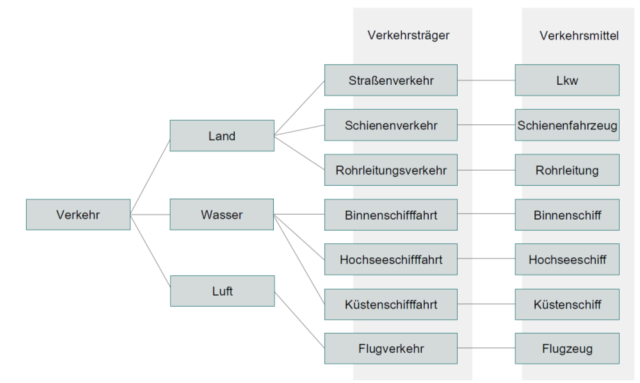 Verkehrsträger
Verkehrsmittel
Straßenverkehr
Lkw
Schienenverkehr
Schienenfahrzeug
Land
Rohrleitungsverkehr
Rohrleitung
Verkehr
Wasser
Binnenschifffahrt
Binnenschiff
Hochseeschifffahrt
Hochseeschiff
Luft
Küstenschifffahrt
Küstenschiff
Flugverkehr
Flugzeug